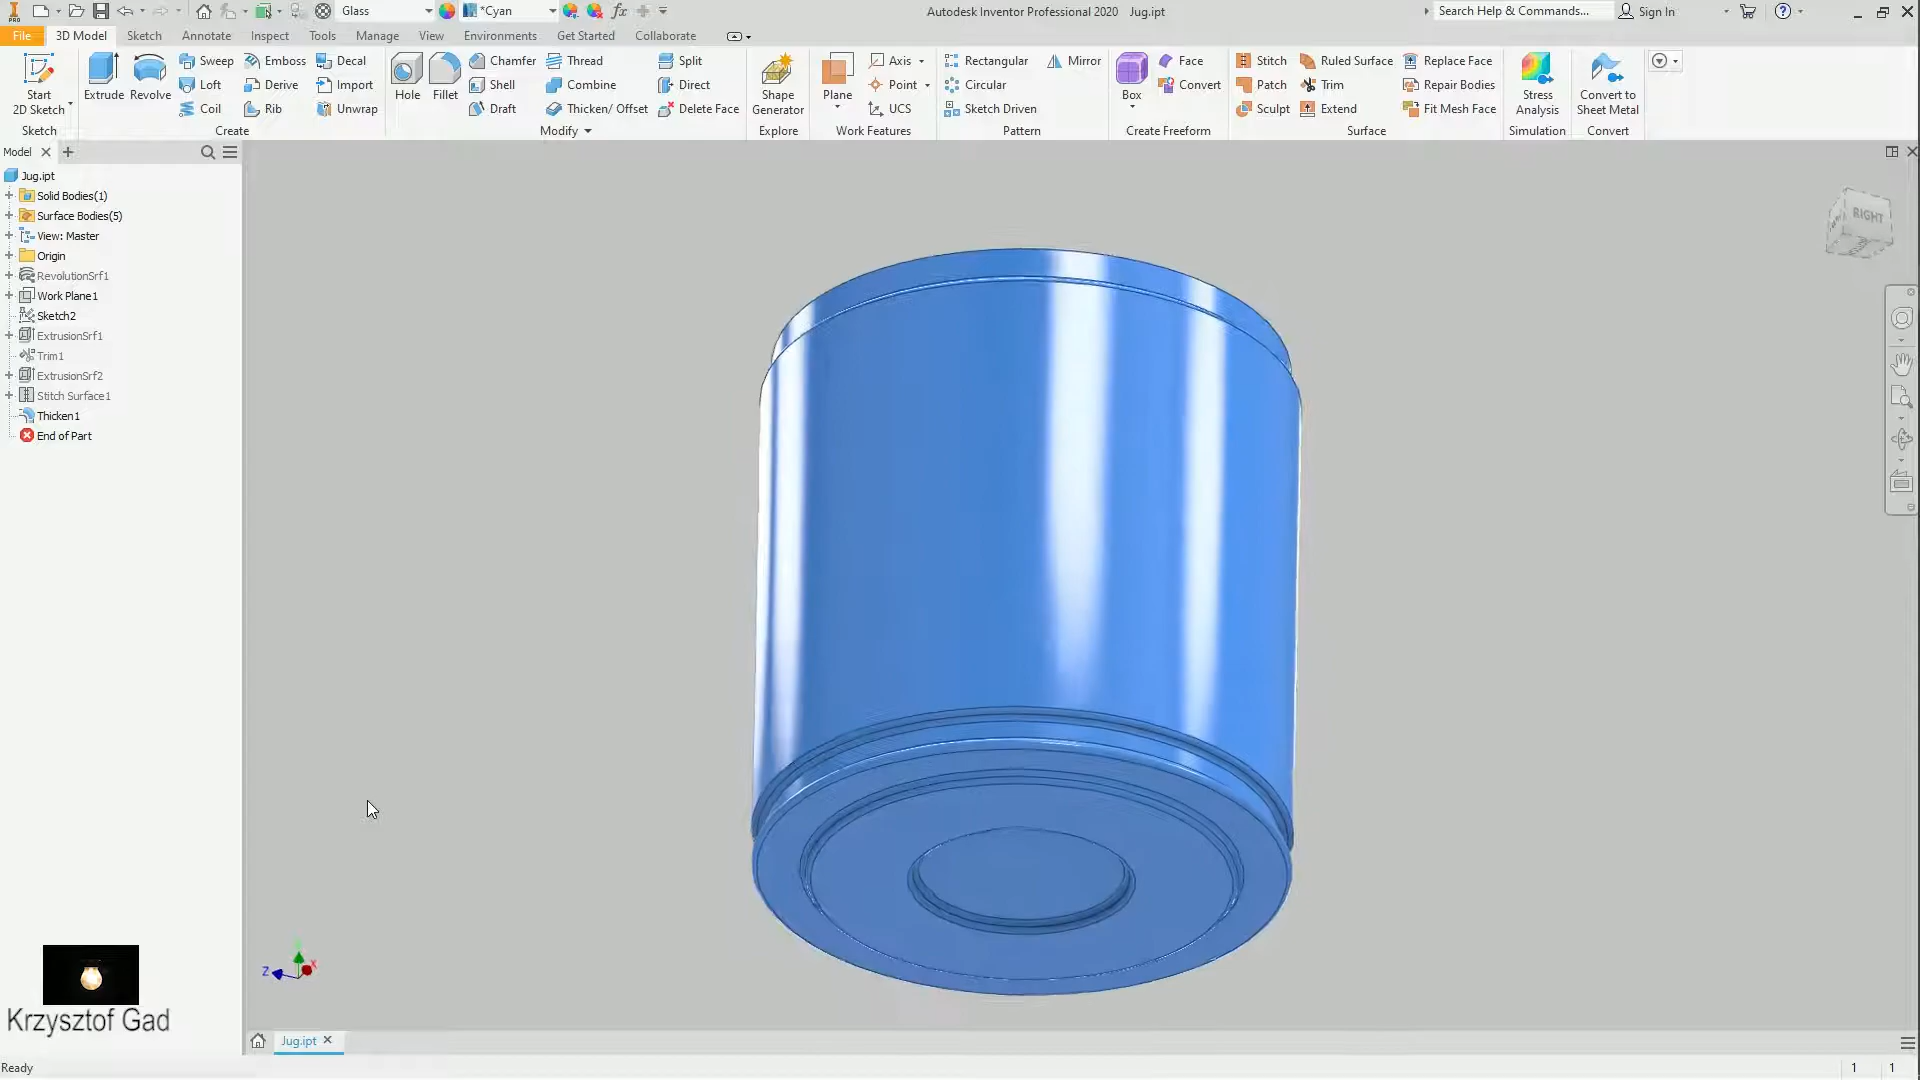 Glass
*Cyan
Autodesk Inventor Professional 2020 Jug.ipt
Search Help & Commands...
Sign In
File
3D Model
Sketch
Annotate
Inspect
Tools
Manage
View
Environments
Get Started
Collaborate
Start
2D Sketch
Sketch
Extrude
Revolve
Sweep
Emboss
Decal
Loft
Derive
Import
Coil
Rib
Unwrap
Create
Hole
Fillet
Chamfer
Thread
Split
Shell
Combine
Direct
Draft
Thicken/ Offset
Delete Face
Modify
Shape
Generator
Explore
Plane
Axis
Point
UCS
Work Features
Rectangular
Mirror
Circular
Sketch Driven
Pattern
Box
Face
Convert
Create Freeform
Stitch
Ruled Surface
Replace Face
Patch
Trim
Repair Bodies
Sculpt
Extend
Fit Mesh Face
Surface
Stress
Analysis
Simulation
Convert to
Sheet Metal
Convert
Model
Jug.ipt
Solid Bodies(1)
Surface Bodies(5)
View: Master
Origin
RevolutionSrf1
Work Plane1
Sketch2
ExtrusionSrf1
Trim1
ExtrusionSrf2
Stitch Surface1
Thicken1
End of Part
RIGHT
Z
X
Krzysztof Gad
Jug.ipt
Ready
1 1